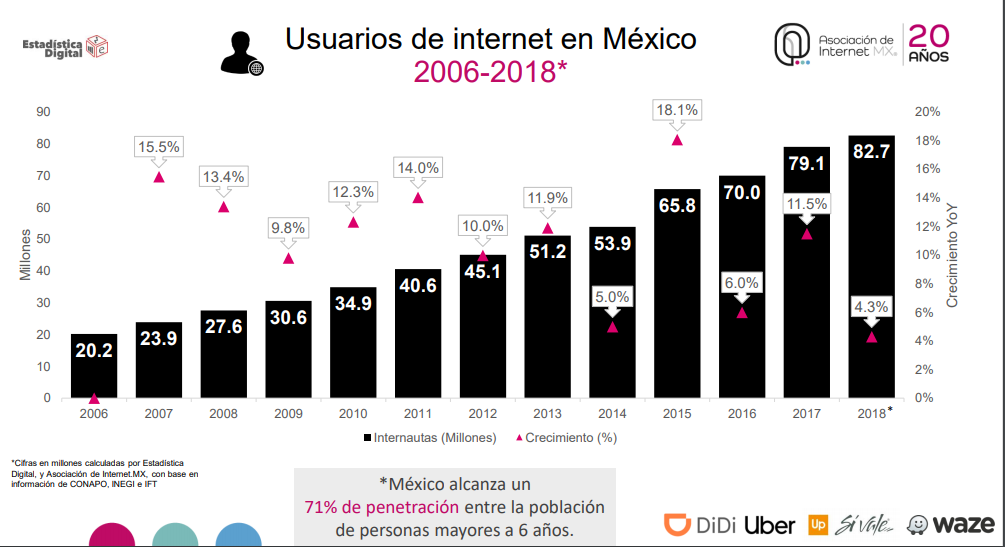 Estadística
Digital
Usuarios de internet en México
2006-2018*
Asociación de
Internet MX®
20
AÑOS
90
80
70
60
50
40
30
20
10
0
Millones
20%
18%
16%
14%
12%
10%
8%
6%
4%
2%
0%
Crecimiento YoY
15.5%
13.4%
9.8%
12.3%
14.0%
10.0%
11.9%
5.0%
18.1%
6.0%
11.5%
4.3%
20.2
23.9
27.6
30.6
34.9
40.6
45.1
51.2
53.9
65.8
70.0
79.1
82.7
2006 2007 2008 2009 2010 2011 2012 2013 2014 2015 2016 2017 2018*
Internautas (Millones) Crecimiento (%)
*Cifras en millones calculadas por Estadística
Digital, y Asociación de Internet.MX, con base en
información de CONAPO, INEGI e IFT
*México alcanza un
71% de penetración entre la población
de personas mayores a 6 años.
DiDi Uber Up Sí Vale waze